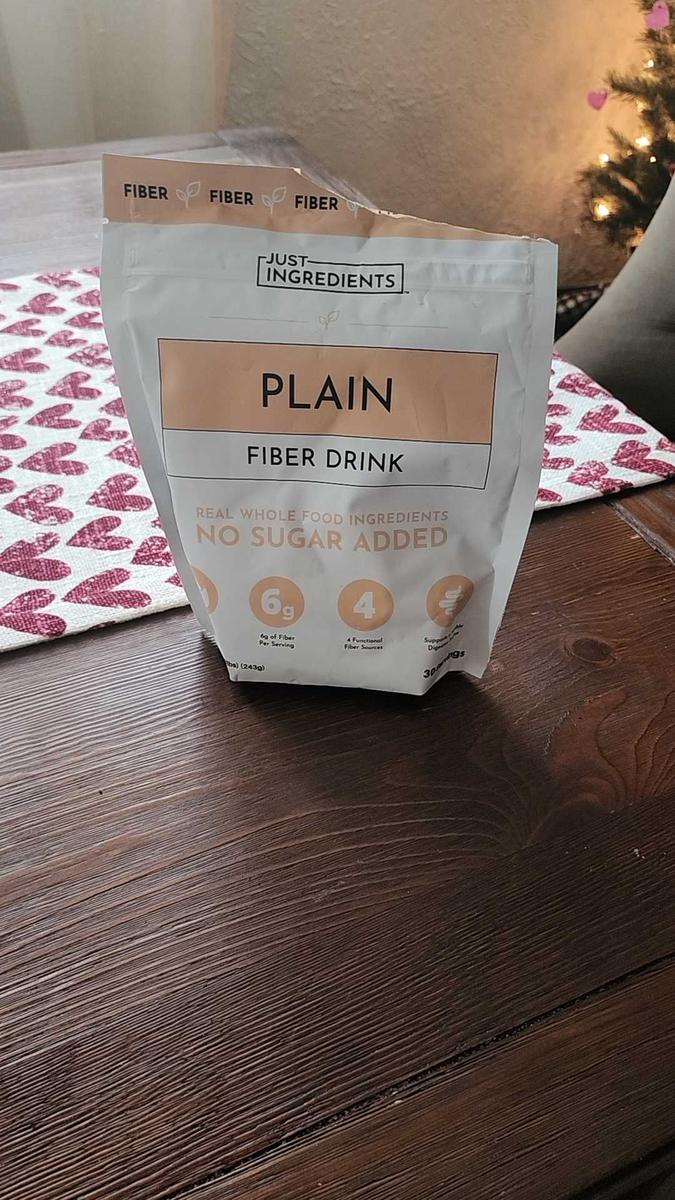 FIBER FIBER FIBER
JUST
INGREDIENTS
PLAIN
FIBER DRINK
REAL WHOLE FOOD INGREDIENTS
NO SUGAR ADDED
6g
4
6g of Fiber
Per Serving
4 Functional
Fiber Sources
lbs) (243g)